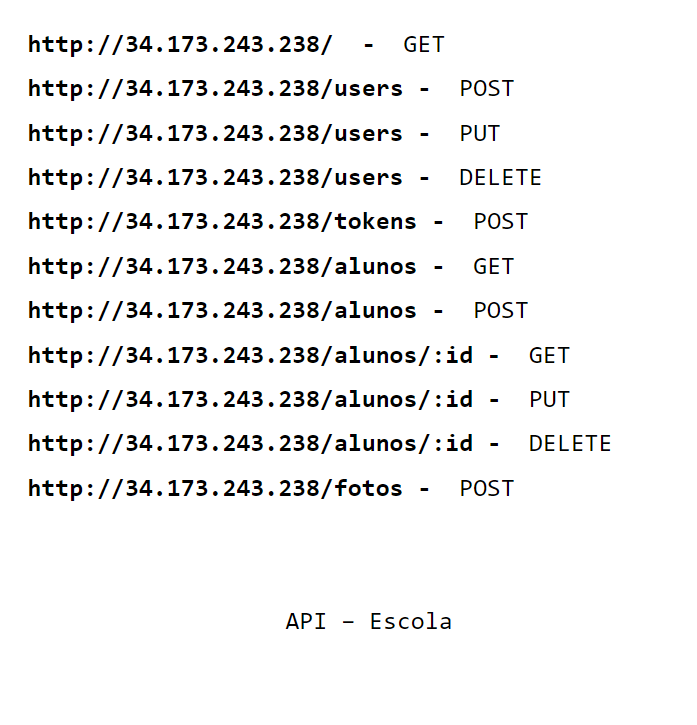 http://34.173.243.238/ - GET
http://34.173.243.238/users - POST
http://34.173.243.238/users - PUT
http://34.173.243.238/users - DELETE
http://34.173.243.238/tokens - POST
http://34.173.243.238/alunos - GET
http://34.173.243.238/alunos - POST
http://34.173.243.238/alunos/:id - GET
http://34.173.243.238/alunos/:id - PUT
http://34.173.243.238/alunos/:id - DELETE
http://34.173.243.238/fotos - POST
API – Escola